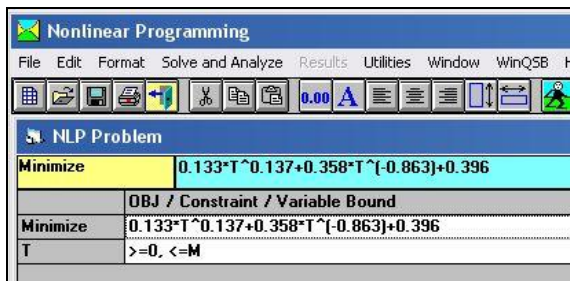 Nonlinear Programming
File Edit Format Solve and Analyze Results Utilities Window WinQSB
0.00 A
NLP Problem
Minimize 0.133*T^0.137+0.358*T^(-0.863)+0.396
OBJ / Constraint / Variable Bound
Minimize 0.133*T^0.137+0.358*T^(-0.863)+0.396
T >=0, <=M